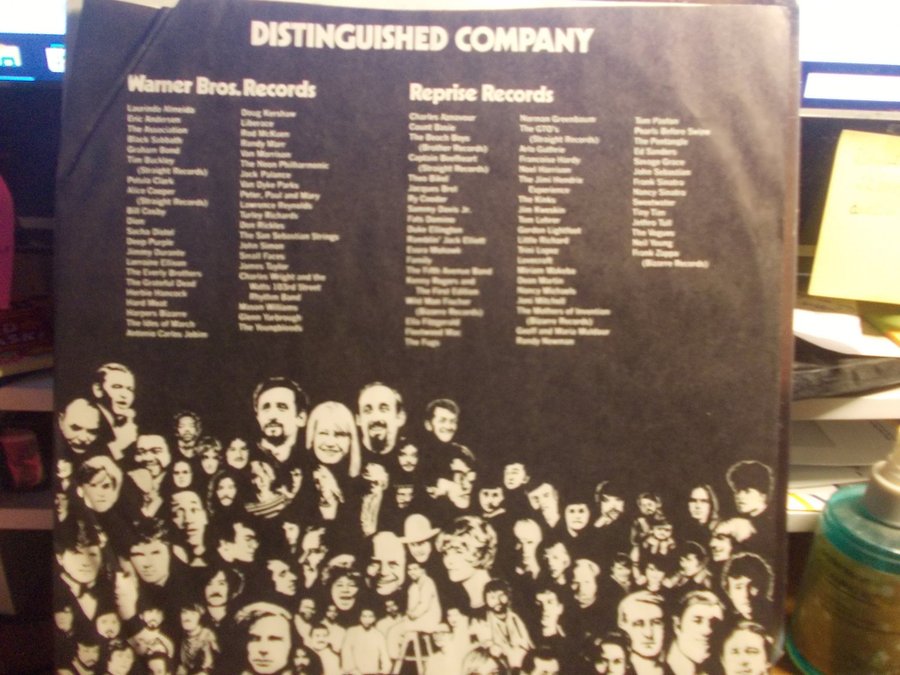 DISTINGUISHED COMPANY
Warner Bros. Records
Laurindo Almeida
Eric Andersen
The Association
Black Sabbath
Graham Bond
Tim Buckley
(Straight Records)
Petula Clark
Alice Cooper
(Straight Records)
Bill Cosby
Dion
Sacha Distel
Deep Purple
Jimmy Durante
Lorraine Ellison
The Everly Brothers
The Grateful Dead
Herbie Hancock
Hard Meat
Harpers Bizarre
The Ides of March
Antonio Carlos Jobim
Doug Kershaw
Liberace
Rod McKuen
Randy Marr
Van Morrison
The Neon Philharmonic
Jack Palance
Van Dyke Parks
Peter, Paul and Mary
Lawrence Reynolds
Turley Richards
Don Rickles
The San Sebastian Strings
John Simon
Small Faces
James Taylor
Charles Wright and the
Watts 103rd Street
Rhythm Band
Mason Williams
Glenn Yarbrough
The Youngbloods
Reprise Records
Charles Aznavour
Count Basie
The Beach Boys
(Brother Records)
Captain Beefheart
(Straight Records)
Jacques Brel
Ry Cooder
Sammy Davis Jr.
Fats Domino
Duke Ellington
Ramblin' Jack Elliott
Family
The Fifth Avenue Band
Kenny Rogers and
The First Edition
Wild Man Fischer
(Bizarre Records)
Ella Fitzgerald
Fleetwood Mac
The Fugs
Norman Greenbaum
The GTO's
(Straight Records)
Arlo Guthrie
Francoise Hardy
Noel Harrison
The Jimi Hendrix
Experience
The Kinks
Tom Lehrer
Gordon Lightfoot
Little Richard
Trini Lopez
Miriam Makeba
Dean Martin
Joni Mitchell
The Mothers of Invention
(Bizarre Records)
Geoff and Maria Muldaur
Randy Newman
Tom Paxton
Pearls Before Swine
The Pentangle
Ed Sanders
Savage Grace
John Sebastian
Frank Sinatra
Nancy Sinatra
Sweetwater
Tiny Tim
Jethro Tull
The Vogues
Neil Young
Frank Zappa
(Bizarre Records)